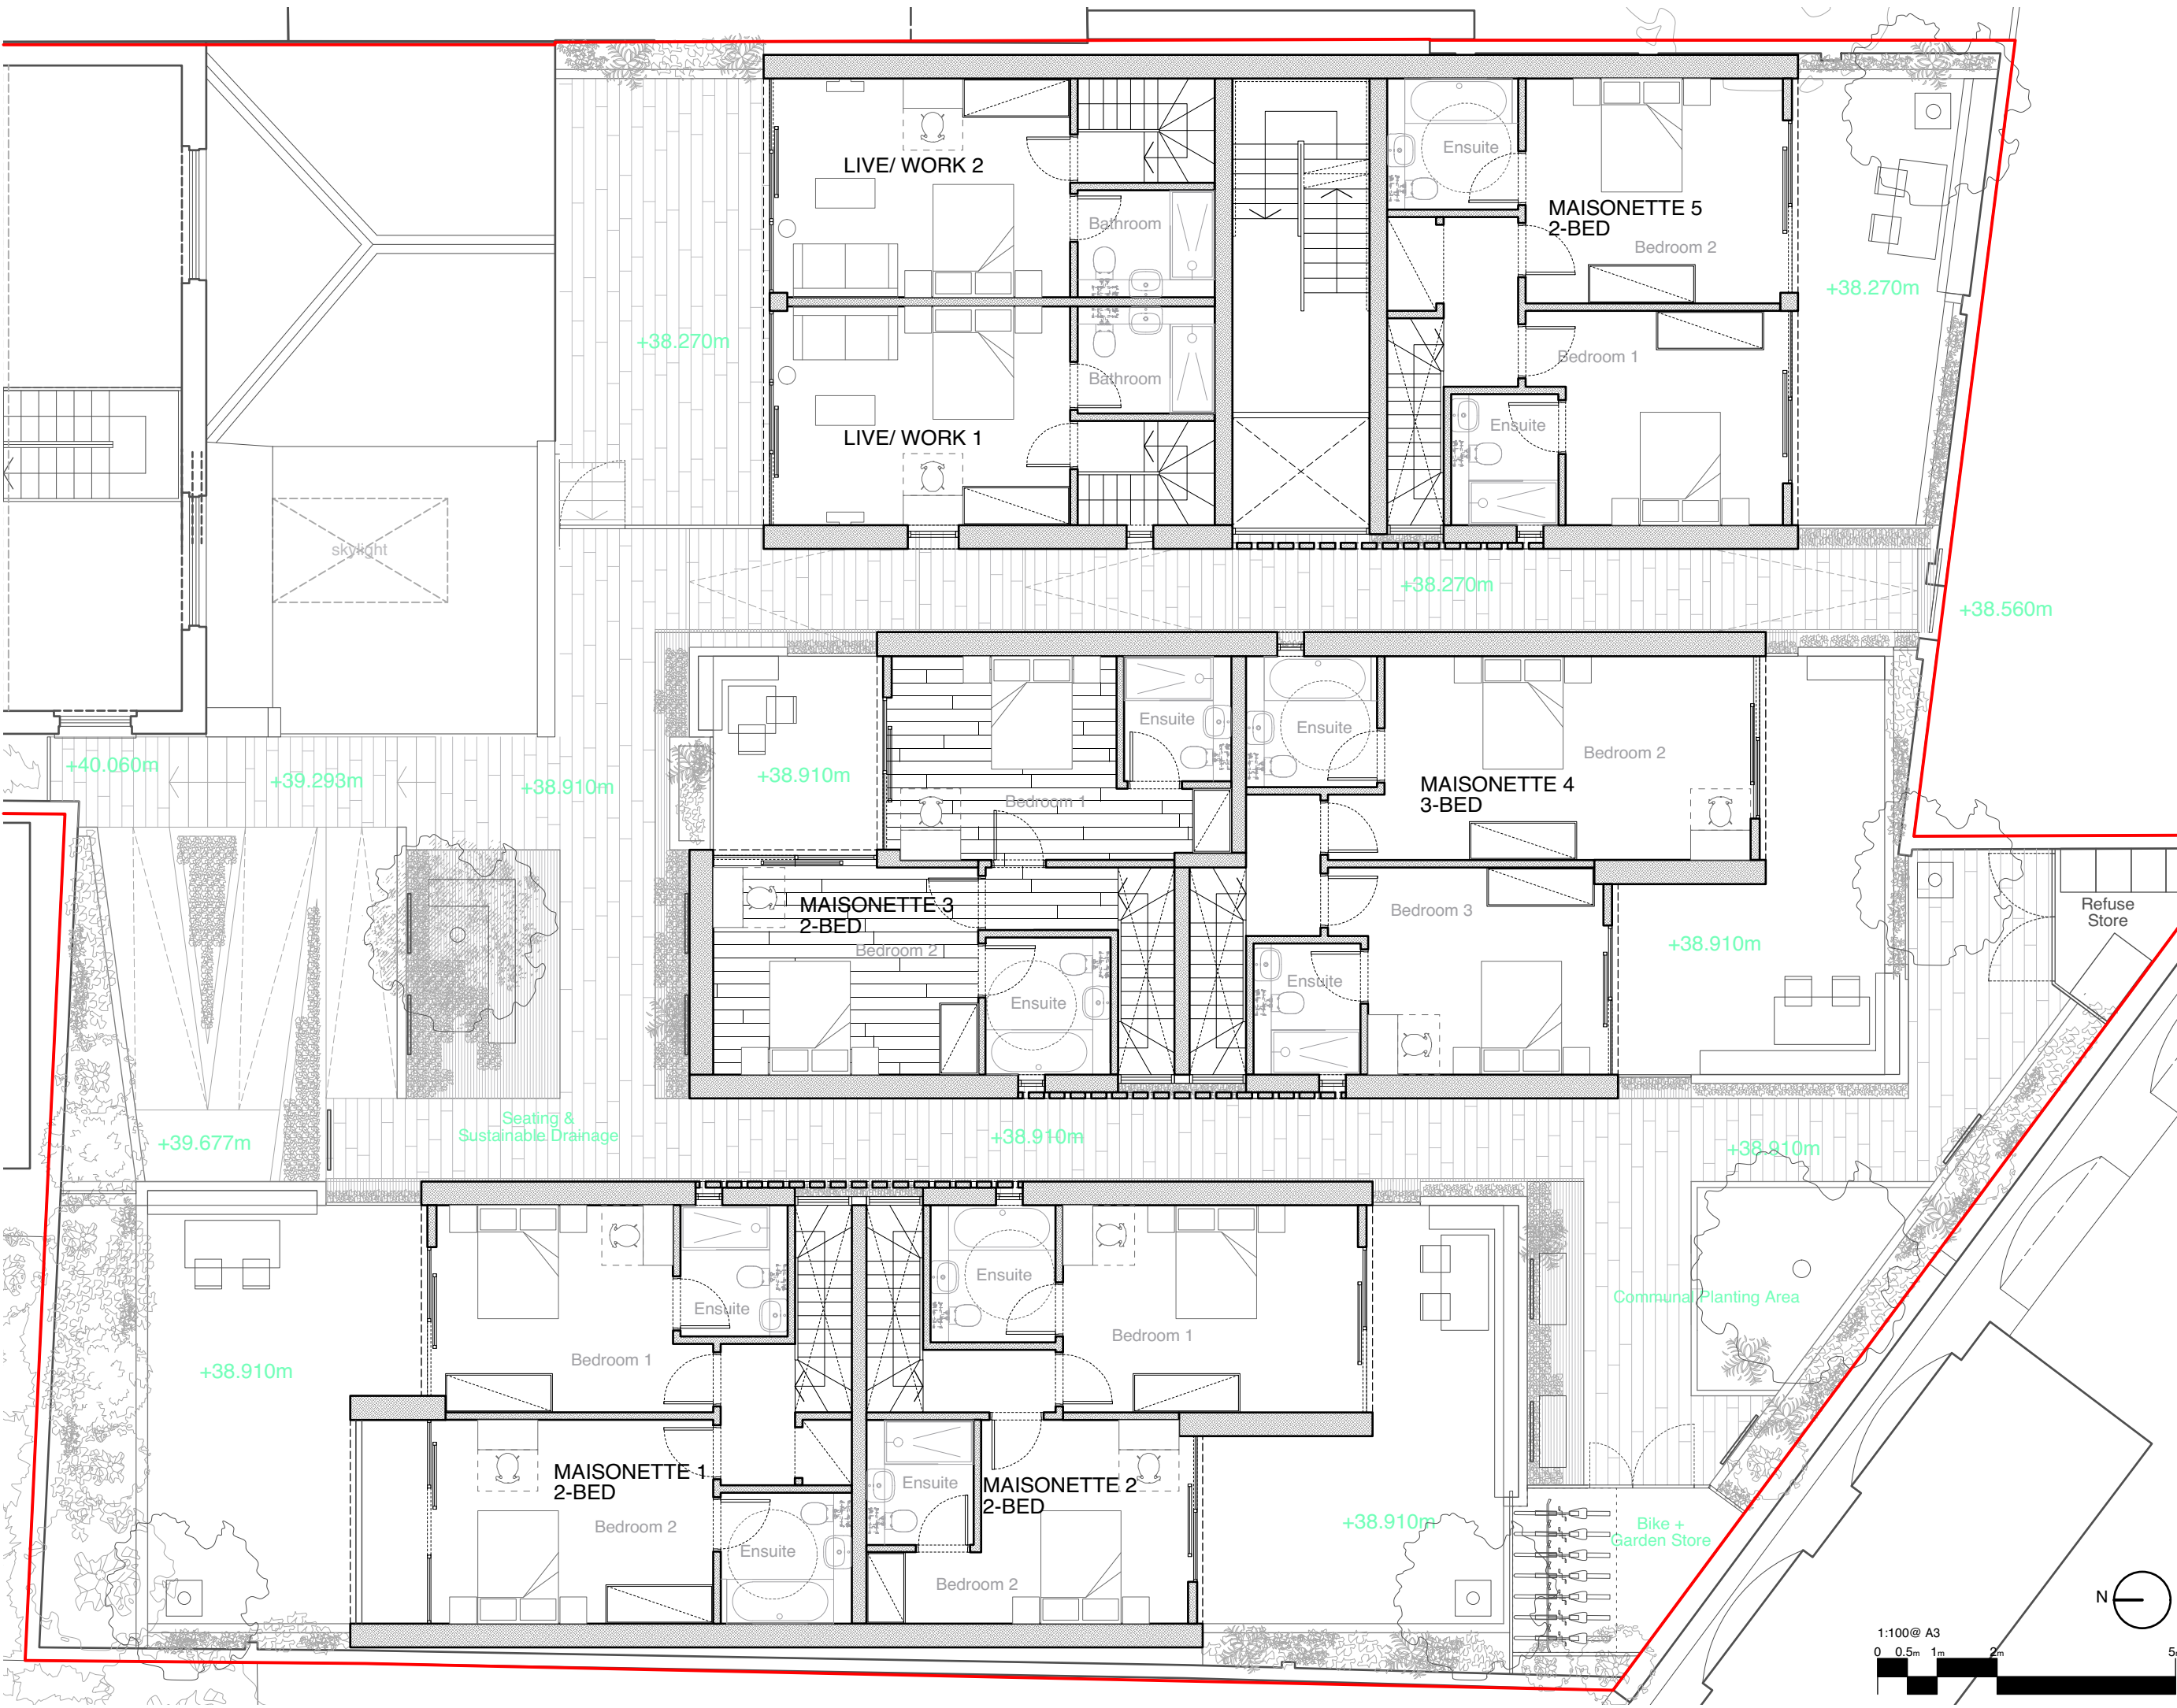 LIVE/ WORK 2
Bathroom
Ensuite
MAISONETTE 5
2-BED
Bedroom 2
+38.270m
+38.270m
Bathroom
Bedroom 1
LIVE/ WORK 1
Ensuite
skylight
+38.270m
+38.560m
Ensuite
Ensuite
Bedroom 2
+40.060m
+39.293m
+38.910m
+38.910m
Bedroom 1
MAISONETTE 4
3-BED
MAISONETTE 3
2-BED
Bedroom 2
Bedroom 3
Refuse
Store
+38.910m
Ensuite
Ensuite
Seating &
Sustainable Drainage
+39.677m
+38.910m
+38.910m
Ensuite
Ensuite
Communal Planting Area
Bedroom 1
Bedroom 1
+38.910m
MAISONETTE 1
2-BED
Ensuite
MAISONETTE 2
2-BED
Bedroom 2
Ensuite
+38.910m
Bike +
Garden Store
Bedroom 2
N
1:100@ A3
0 0.5m 1m 2m 5m